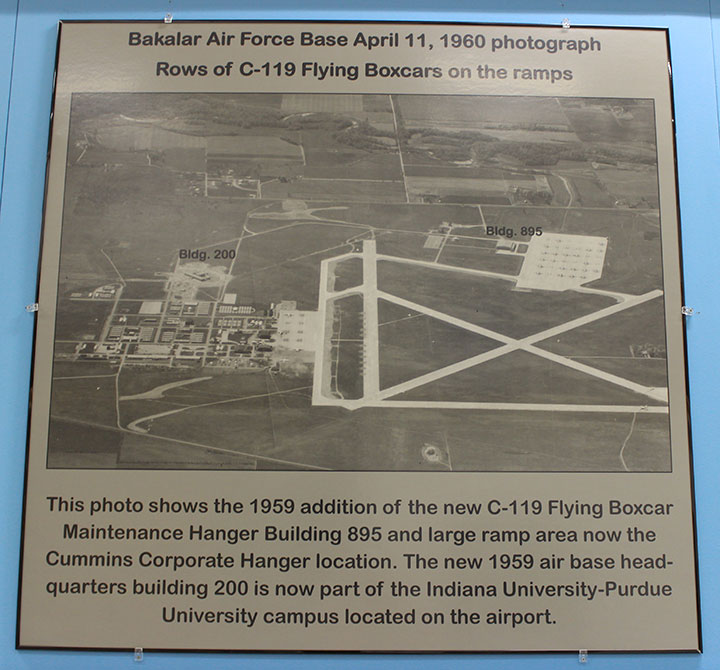 Bakalar Air Force Base April 11, 1960 photograph
Rows of C-119 Flying Boxcars on the ramps
Bldg. 895
Bldg. 200
This photo shows the 1959 addition of the new C-119 Flying Boxcar
Maintenance Hanger Building 895 and large ramp area now the
Cummins Corporate Hanger location. The new 1959 air base head-
quarters building 200 is now part of the Indiana University-Purdue
University campus located on the airport.